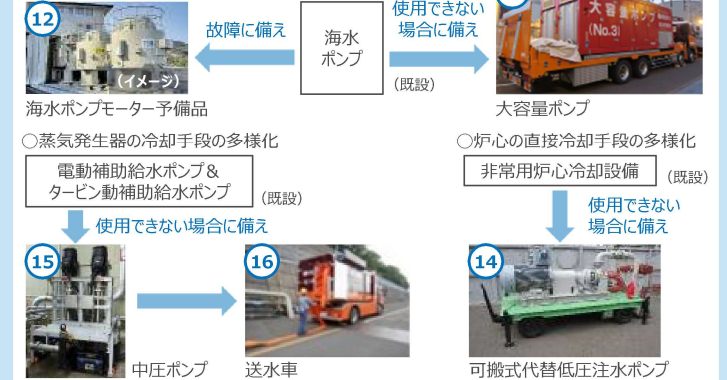 12
(イメージ)
海水ポンプモーター予備品
故障に備え
海水
ポンプ
(既設)
使用できない
場合に備え
大容量ポンプ
(No.3)
大容量ポンプ
○蒸気発生器の冷却手段の多様化
電動補助給水ポンプ&
タービン動補助給水ポンプ
(既設)
使用できない場合に備え
15
中圧ポンプ
16
送水車
○炉心の直接冷却手段の多様化
非常用炉心冷却設備
(既設)
使用できない
場合に備え
14
可搬式代替低圧注水ポンプ